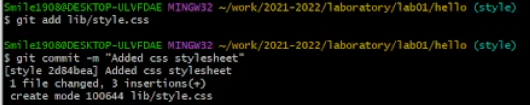 Smile1908@DESKTOP-ULVFDAE MINGW32 ~/work/2021-2022/laboratory/lab01/hello (style)
$ git add lib/style.css
Smile1908@DESKTOP-ULVFDAE MINGW32 ~/work/2021-2022/laboratory/lab01/hello (style)
$ git commit -m "Added css stylesheet"
[style 2d84bea] Added css stylesheet
1 file changed, 3 insertions(+)
create mode 100644 lib/style.css